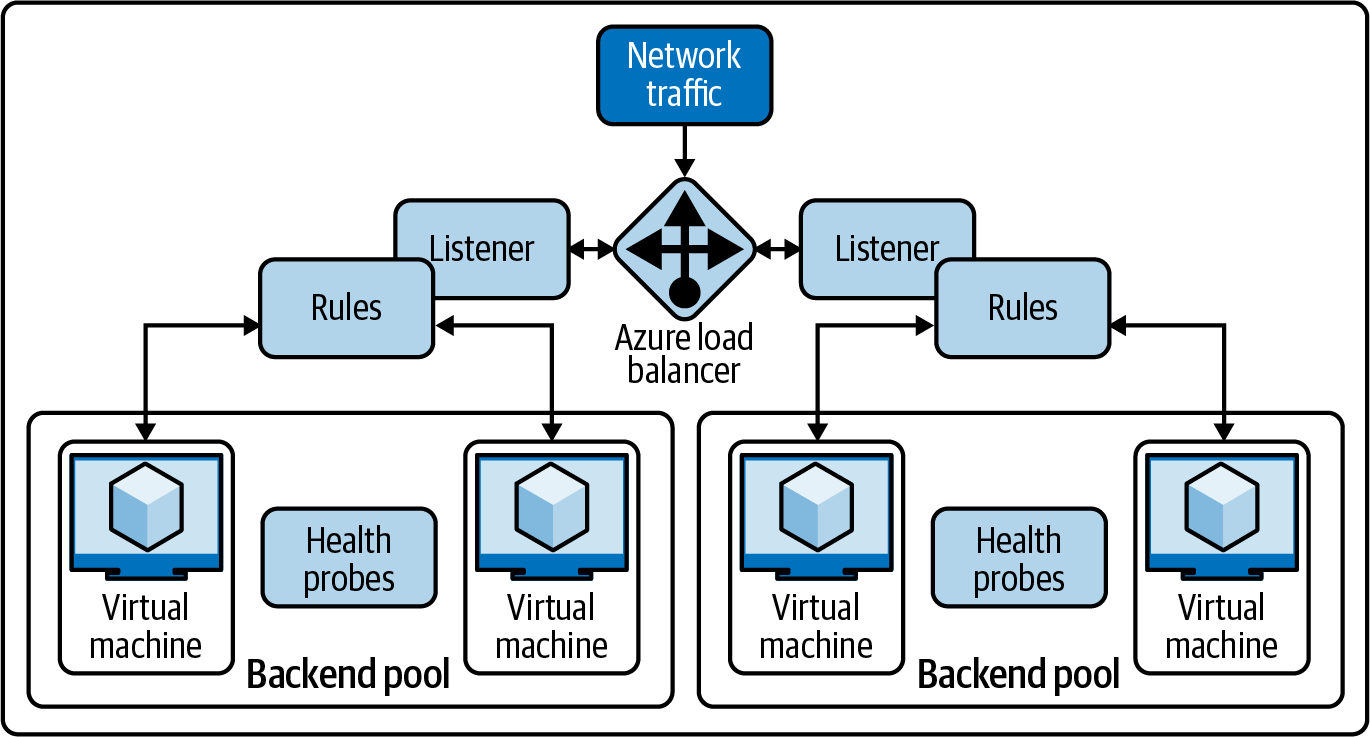 Network
traffic
Listener
Listener
Rules
Rules
Azure load
balancer
Health
probes
Health
probes
Virtual
machine
Virtual
machine
Virtual
machine
Virtual
machine
Backend pool
Backend pool